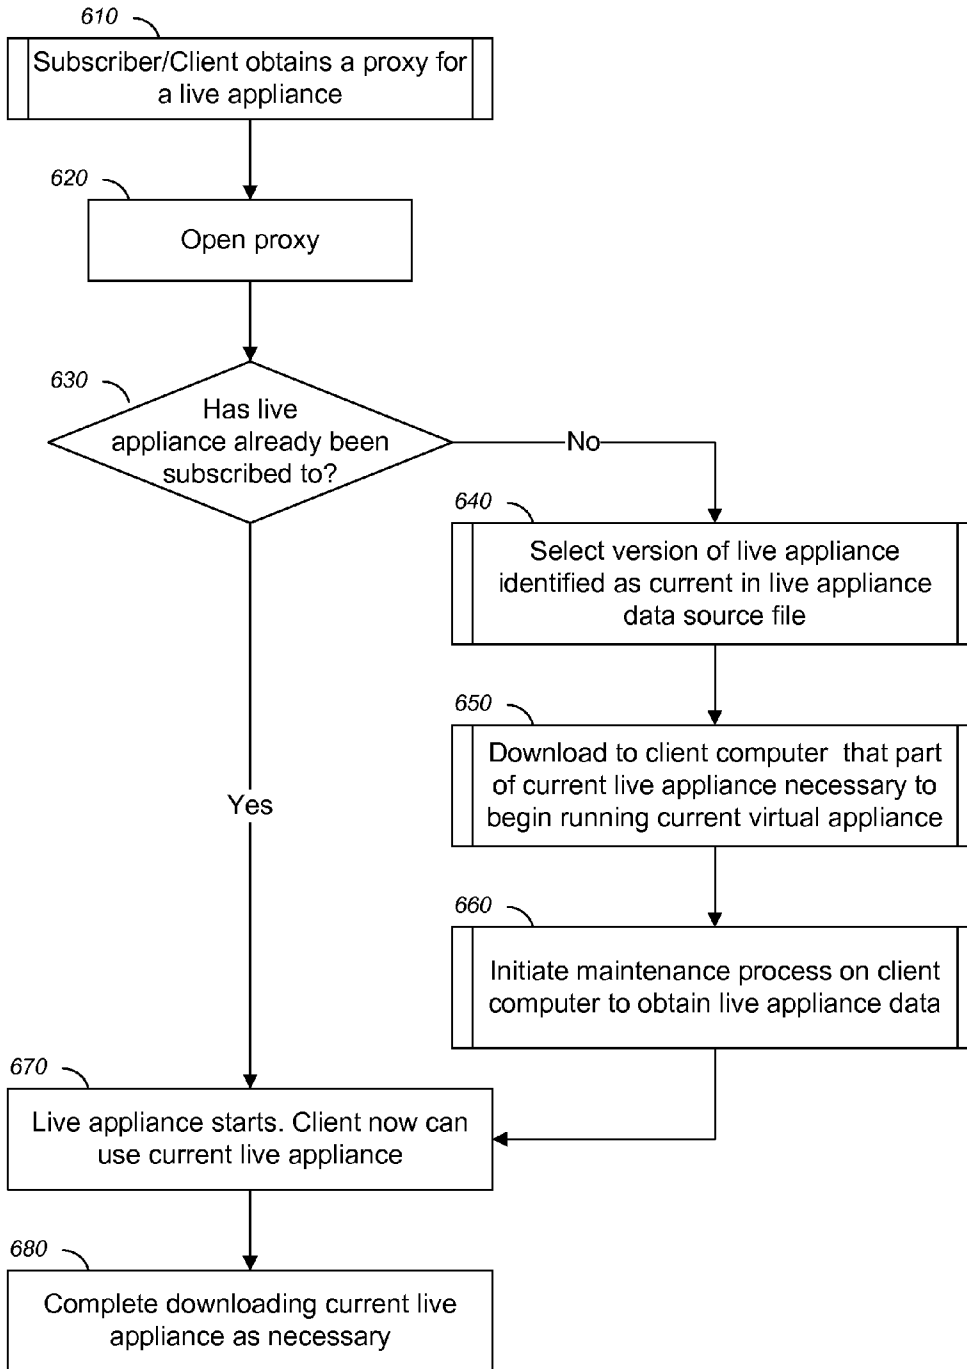 610
Subscriber/Client obtains a proxy for
a live appliance
620
Open proxy
630
Has live
appliance already been
subscribed to?
No
640
Select version of live appliance
identified as current in live appliance
data source file
650
Download to client computer that part
of current live appliance necessary to
begin running current virtual appliance
Yes
660
Initiate maintenance process on client
computer to obtain live appliance data
670
Live appliance starts. Client now can
use current live appliance
680
Complete downloading current live
appliance as necessary